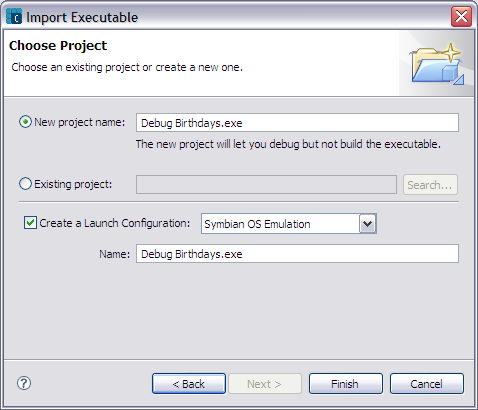 Import Executable
Choose Project
Choose an existing project or create a new one.
New project name: Debug Birthdays.exe
The new project will let you debug but not build the executable.
Existing project: Search...
Create a Launch Configuration: Symbian OS Emulation
Name: Debug Birthdays.exe
? < Back Next > Finish Cancel